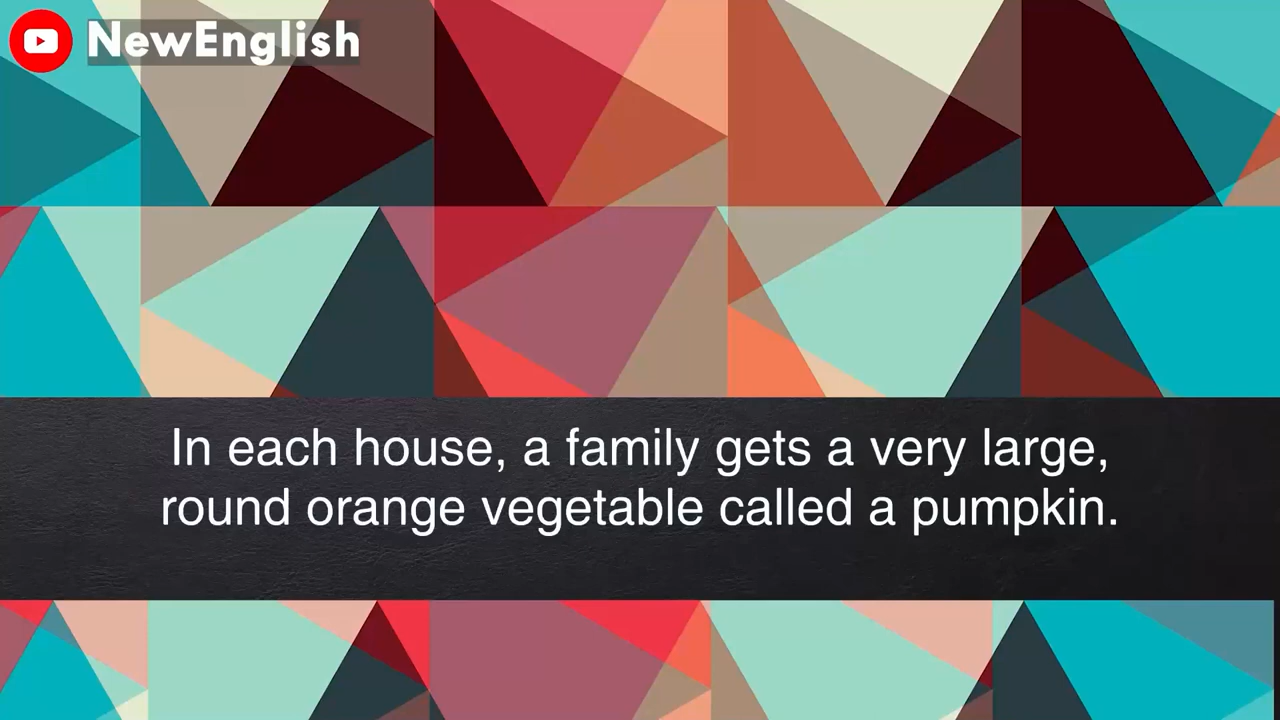 NewEnglish
In each house, a family gets a very large,
round orange vegetable called a pumpkin.